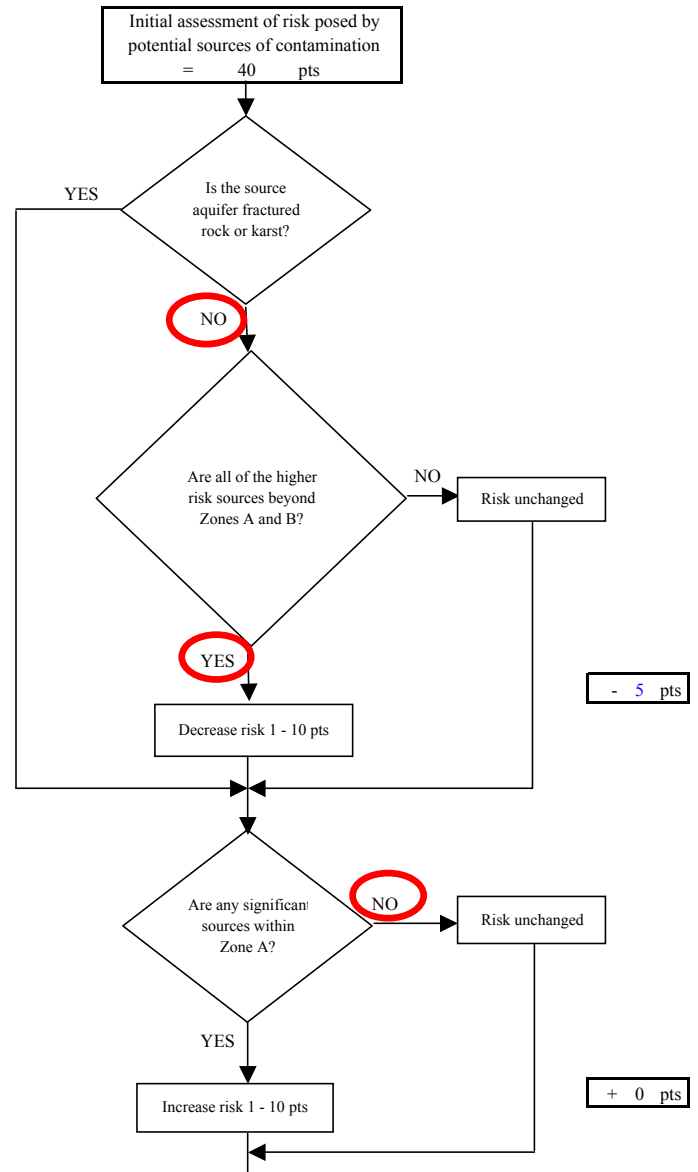 Initial assessment of risk posed by
potential sources of contamination
= 40 pts
YES
Is the source
aquifer fractured
rock or karst?
NO
Are all of the higher
risk sources beyond
Zones A and B?
NO
Risk unchanged
YES
- 5 pts
Decrease risk 1 - 10 pts
Are any significant
sources within
Zone A?
NO
Risk unchanged
YES
+ 0 pts
Increase risk 1 - 10 pts